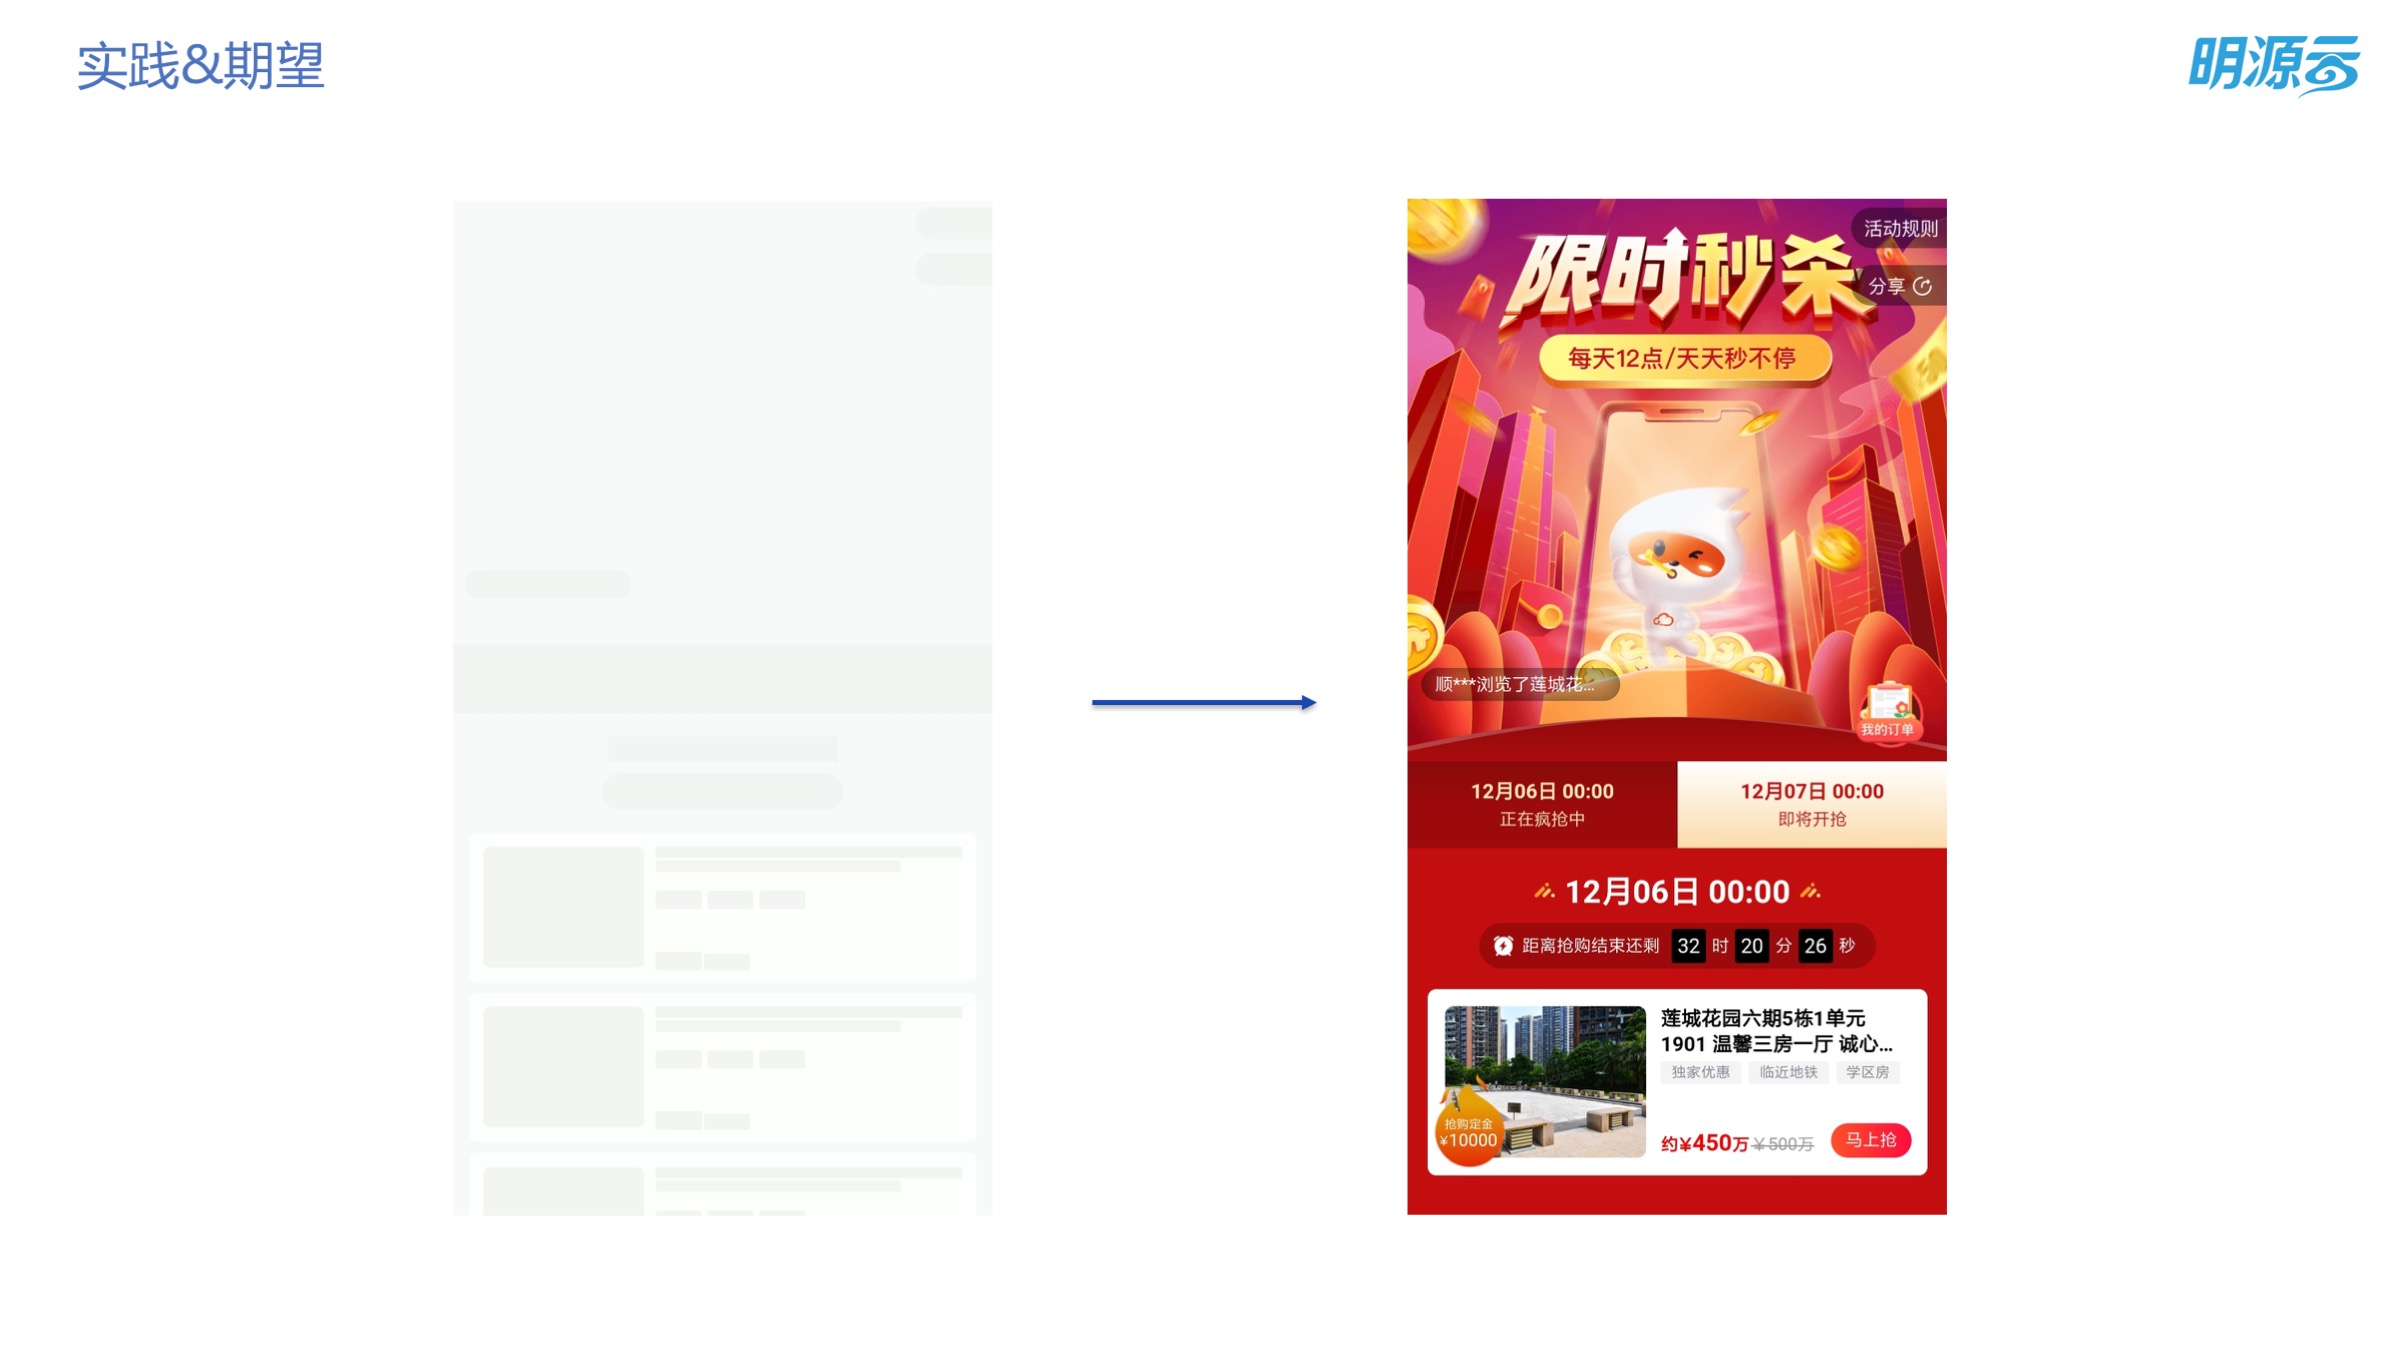 实践&期望
明源云
活动规则
限时秒杀
分享
每天12点/天天秒不停
顺***浏览了莲城花...
我的订单
12月06日 00:00
正在疯抢中
12月07日 00:00
即将开抢
12月06日 00:00
距离抢购结束还剩 32 时 20 分 26 秒
莲城花园六期5栋1单元
1901 温馨三房一厅 诚心...
独家优惠 临近地铁 学区房
抢购定金
¥10000
约¥450万 ¥500万
马上抢